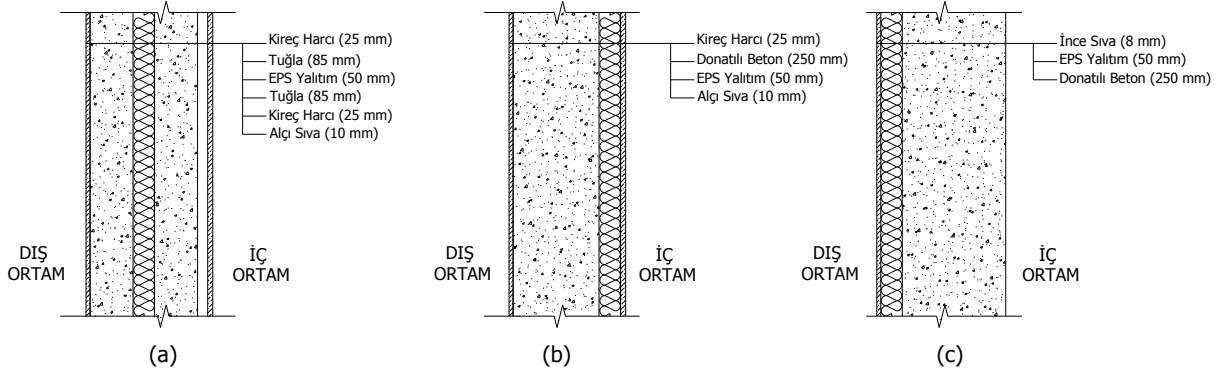 Kireç Harcı (25 mm)
Tuğla (85 mm)
EPS Yalıtım (50 mm)
Tuğla (85 mm)
Kireç Harcı (25 mm)
Alçı Sıva (10 mm)
DIŞ
ORTAM
İÇ
ORTAM
(a)
Kireç Harcı (25 mm)
Donatılı Beton (250 mm)
EPS Yalıtım (50 mm)
Alçı Sıva (10 mm)
DIŞ
ORTAM
İÇ
ORTAM
(b)
İnce Sıva (8 mm)
EPS Yalıtım (50 mm)
Donatılı Beton (250 mm)
DIŞ
ORTAM
İÇ
ORTAM
(c)